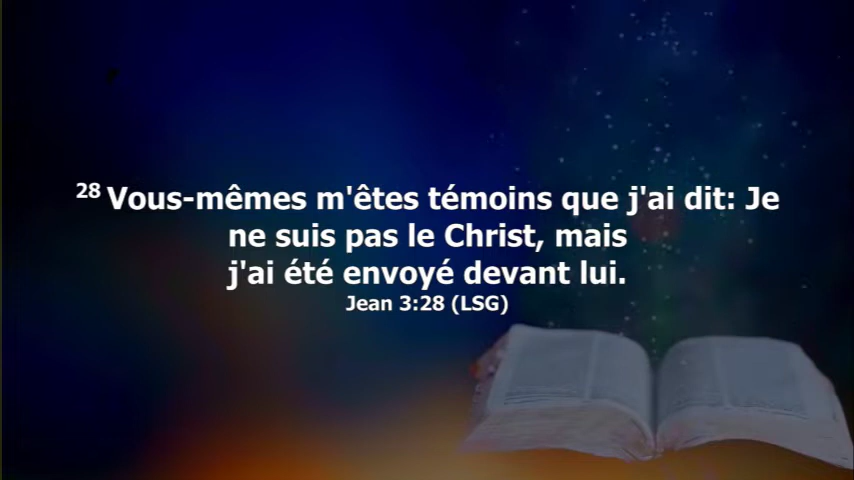 28 Vous-mêmes m'êtes témoins que j'ai dit: Je
ne suis pas le Christ, mais
j'ai été envoyé devant lui.
Jean 3:28 (LSG)